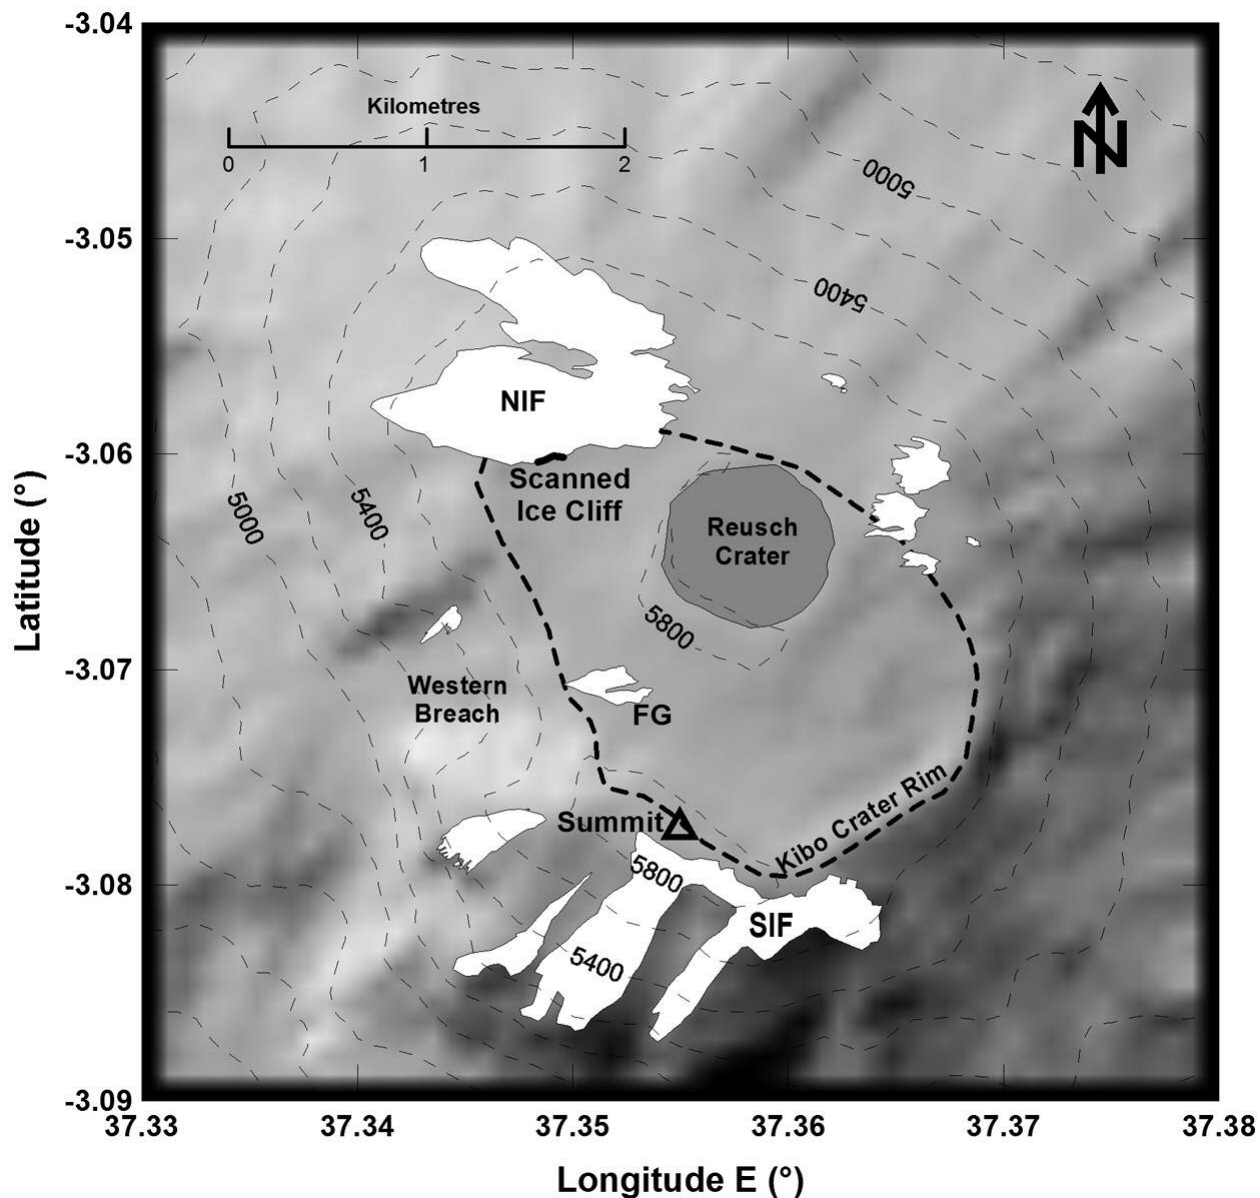 -3.04
Kilometres
0 1 2
N
5000
-3.05
5400
NIF
-3.06
Scanned
Ice Cliff
5000
5400
Reusch
Crater
Latitude (°)
5800
-3.07
Western
Breach
FG
Kibo Crater Rim
Summit
5800
-3.08
SIF
5400
-3.09
37.33 37.34 37.35 37.36 37.37 37.38
Longitude E (°)